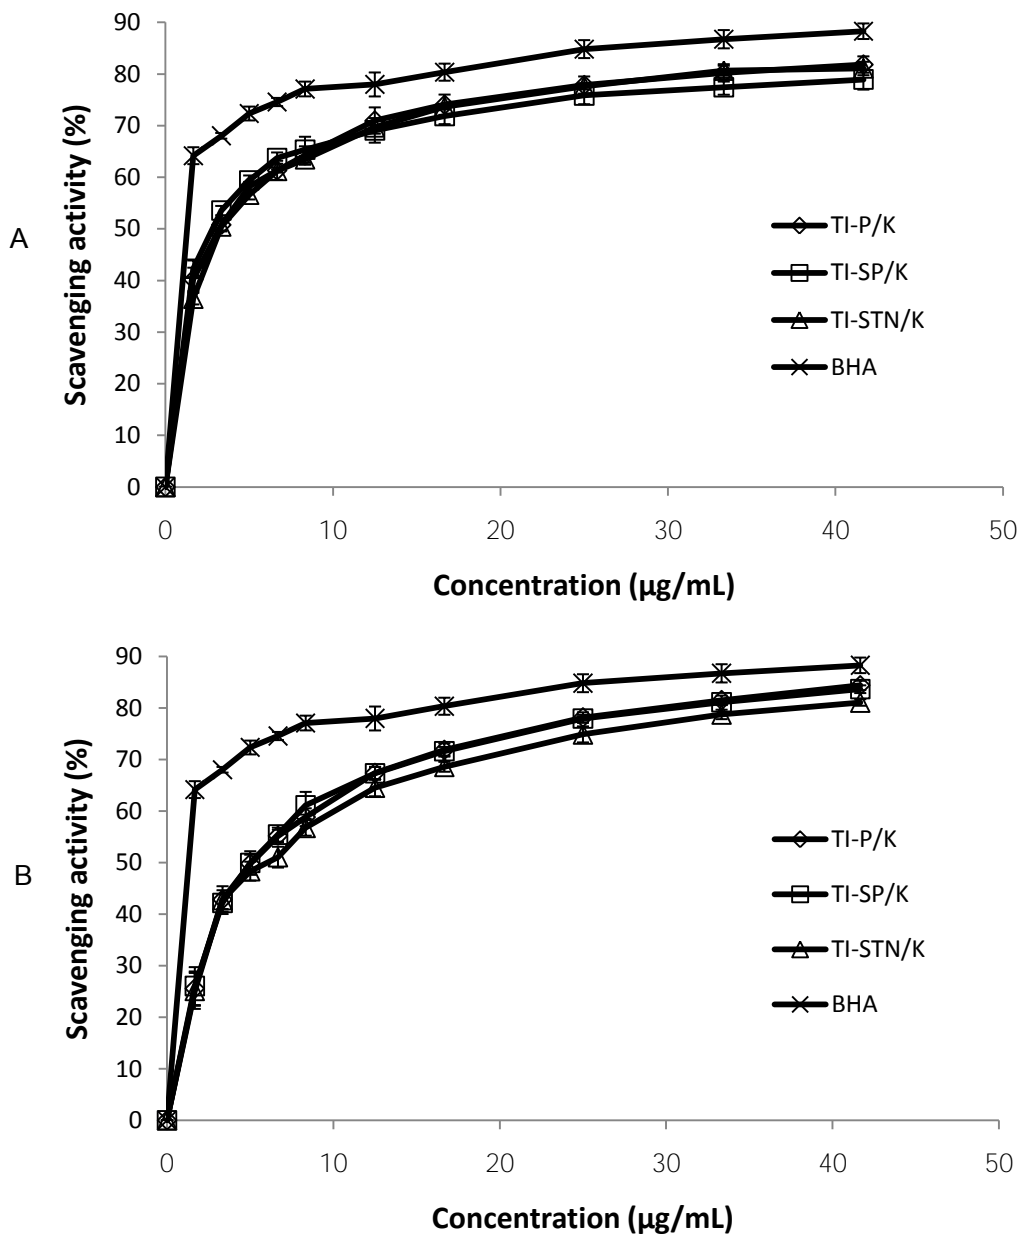 A
Scavenging activity (%)
90
80
70
60
50
40
30
20
10
0
0 10 20 30 40 50
Concentration (µg/mL)
TI-P/K
TI-SP/K
TI-STN/K
BHA
B
Scavenging activity (%)
90
80
70
60
50
40
30
20
10
0
0 10 20 30 40 50
Concentration (µg/mL)
TI-P/K
TI-SP/K
TI-STN/K
BHA